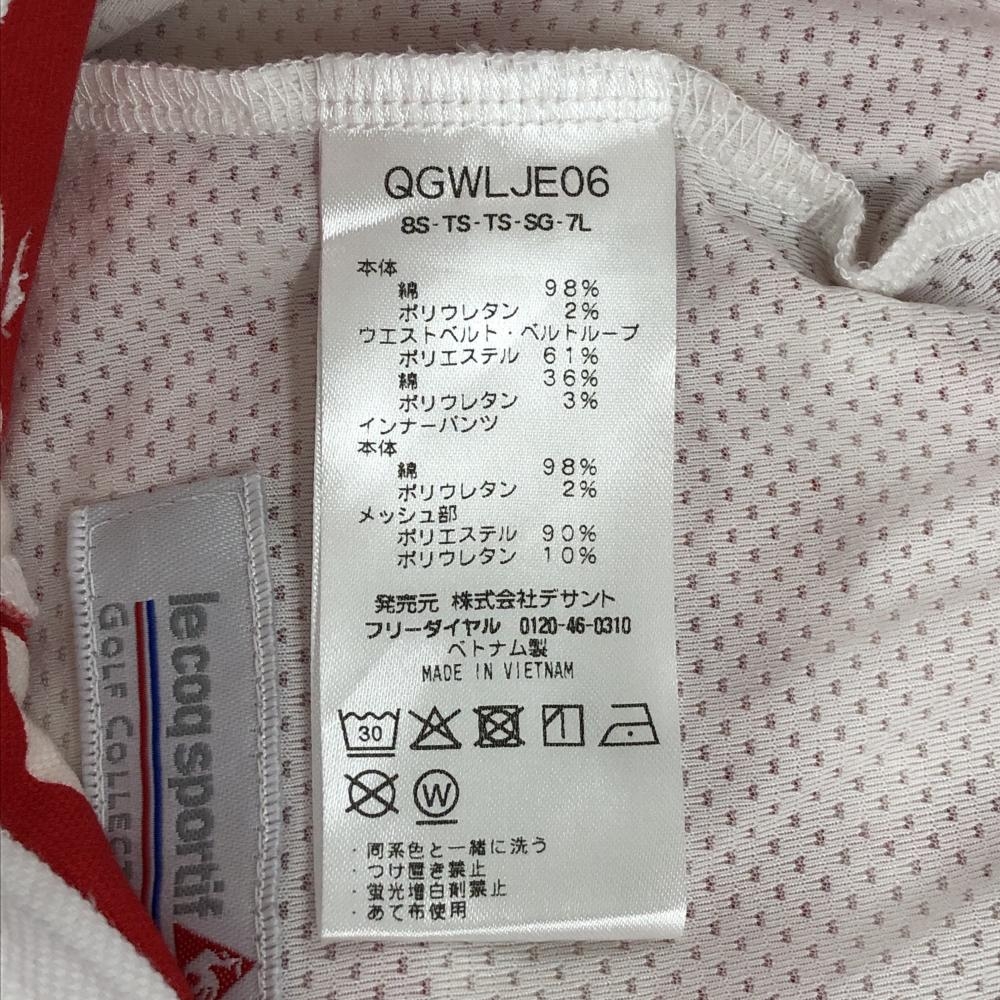 QGWLJE06
8S-TS-TS-SG-7L
本体
綿 98%
ポリウレタン 2%
ウエストベルト・ベルトループ
ポリエステル 61%
綿 36%
ポリウレタン 3%
インナーパンツ
本体
綿 98%
ポリウレタン 2%
メッシュ部
ポリエステル 90%
ポリウレタン 10%
発売元 株式会社デサント
フリーダイヤル 0120-46-0310
ベトナム製
MADE IN VIETNAM
30
W
・同系色と一緒に洗う
・つけ置き禁止
・蛍光増白剤禁止
・あて布使用
lecoqsportif
GOLF